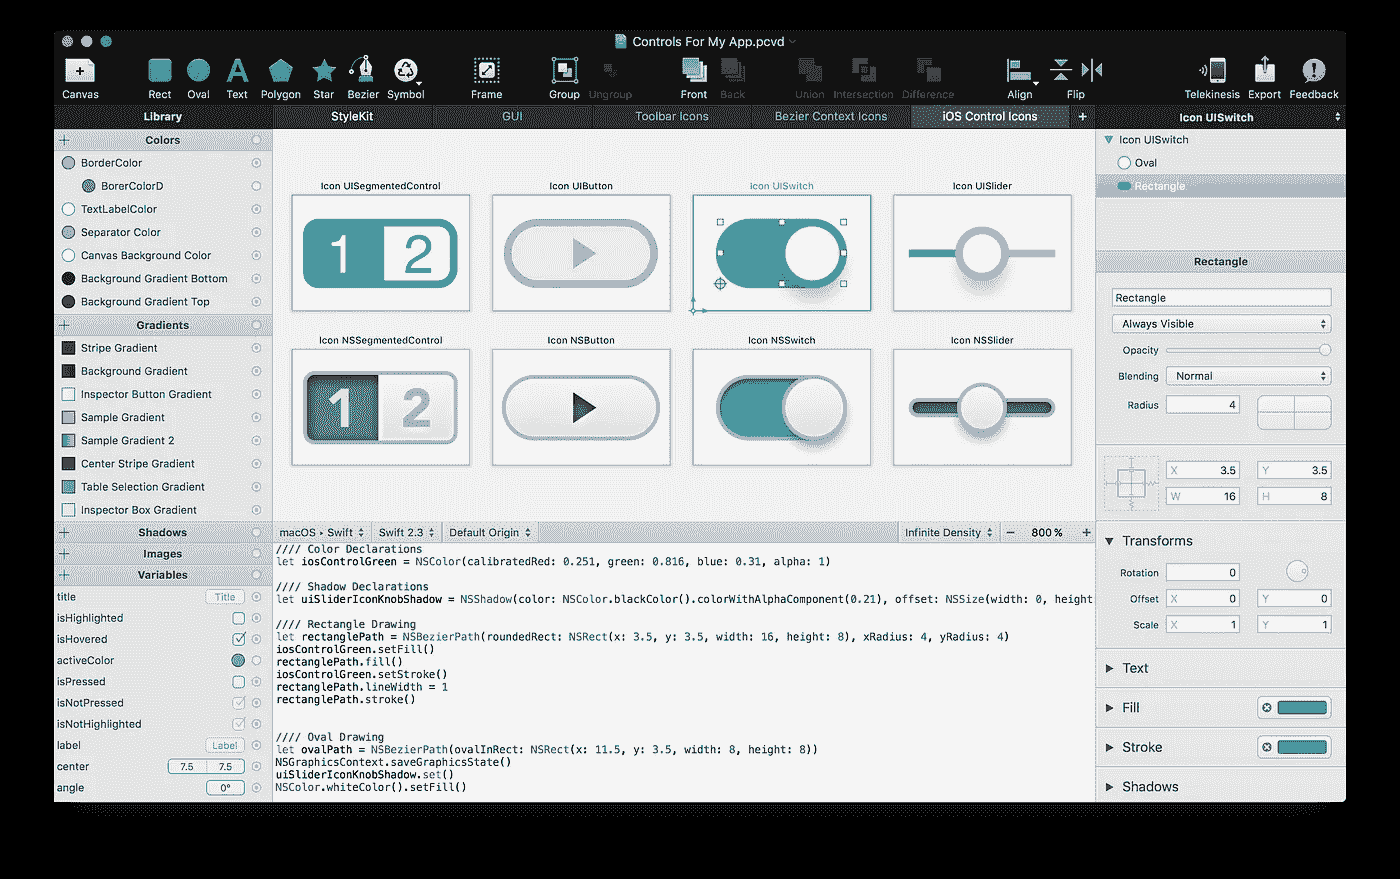 Controls For My App.pcvd
Canvas Rect Oval Text Polygon Star Bezier Symbol Frame Group Ungroup Front Back Union Intersection Difference Align Flip Telekinesis Export Feedback
Library StyleKit GUI Toolbar Icons Bezier Context Icons iOS Control Icons + Icon UISwitch
Colors
BorderColor
BorerColorD
TextLabelColor
Separator Color
Canvas Background Color
Background Gradient Bottom
Background Gradient Top
Gradients
Stripe Gradient
Background Gradient
Inspector Button Gradient
Sample Gradient
Sample Gradient 2
Center Stripe Gradient
Table Selection Gradient
Inspector Box Gradient
Shadows
Images
Variables
title Title
isHighlighted
isHovered
activeColor
isPressed
isNotPressed
isNotHighlighted
label Label
center 7.5 7.5
angle 0°
Icon UISegmentedControl Icon UIButton Icon UISwitch Icon UISlider
1 2
Icon NSSegmentedControl Icon NSButton Icon NSSwitch Icon NSSlider
1 2
macOS ▸ Swift Swift 2.3 Default Origin Infinite Density − 800% +
//// Color Declarations
let iosControlGreen = NSColor(calibratedRed: 0.251, green: 0.816, blue: 0.31, alpha: 1)
//// Shadow Declarations
let uiSliderIconKnobShadow = NSShadow(color: NSColor.blackColor().colorWithAlphaComponent(0.21), offset: NSSize(width: 0, height
//// Rectangle Drawing
let rectanglePath = NSBezierPath(roundedRect: NSRect(x: 3.5, y: 3.5, width: 16, height: 8), xRadius: 4, yRadius: 4)
iosControlGreen.setFill()
rectanglePath.fill()
iosControlGreen.setStroke()
rectanglePath.lineWidth = 1
rectanglePath.stroke()
//// Oval Drawing
let ovalPath = NSBezierPath(ovalInRect: NSRect(x: 11.5, y: 3.5, width: 8, height: 8))
NSGraphicsContext.saveGraphicsState()
uiSliderIconKnobShadow.set()
NSColor.whiteColor().setFill()
Icon UISwitch
Oval
Rectangle
Rectangle
Rectangle
Always Visible
Opacity
Blending Normal
Radius 4
X 3.5 Y 3.5
W 16 H 8
Transforms
Rotation 0
Offset X 0 Y 0
Scale X 1 Y 1
Text
Fill
Stroke
Shadows